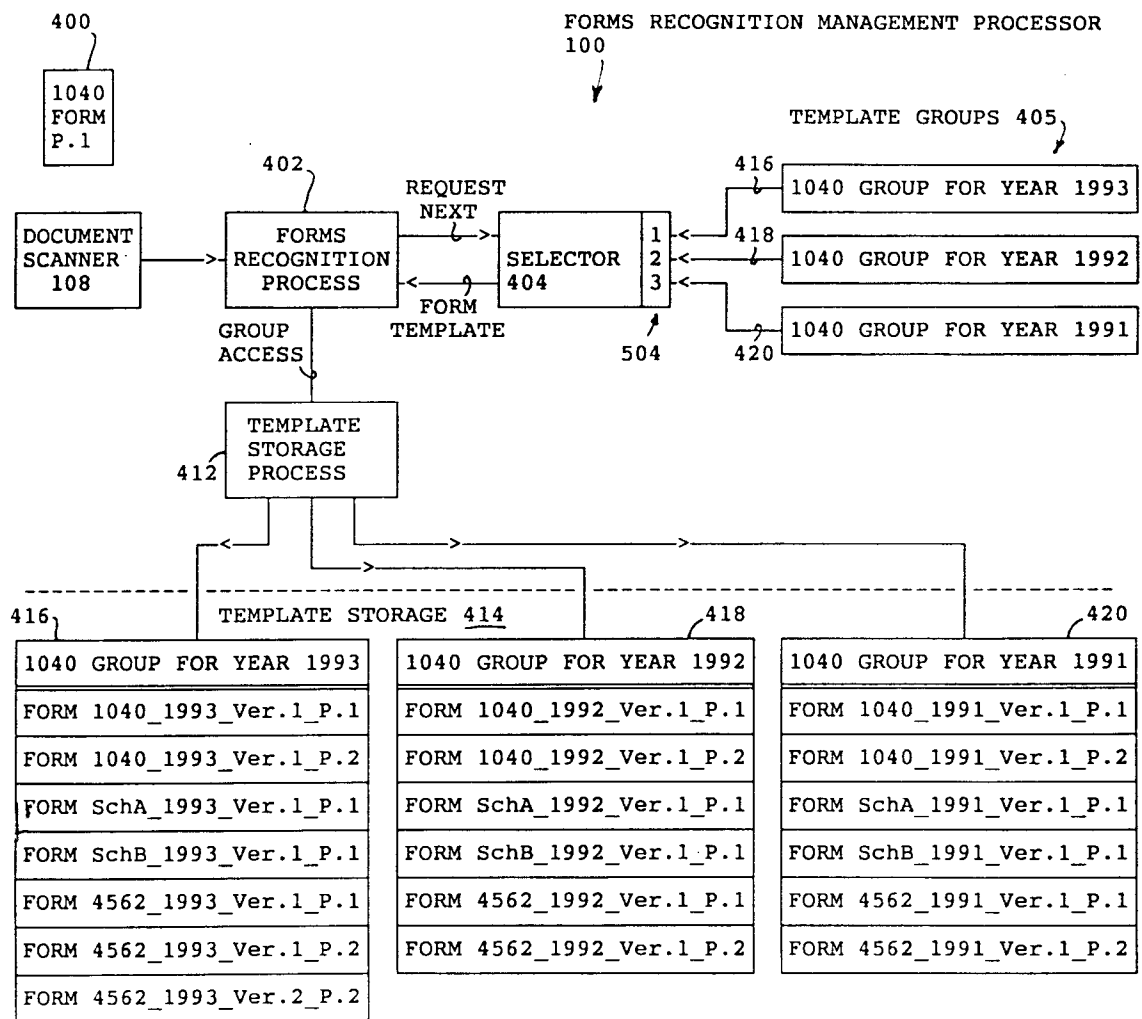 400
FORMS RECOGNITION MANAGEMENT PROCESSOR
100
1040
FORM
P.1
TEMPLATE GROUPS 405
402
REQUEST
NEXT
416
1040 GROUP FOR YEAR 1993
DOCUMENT
SCANNER
108
FORMS
RECOGNITION
PROCESS
SELECTOR
404
1
2
3
418
1040 GROUP FOR YEAR 1992
FORM
TEMPLATE
504
420
1040 GROUP FOR YEAR 1991
GROUP
ACCESS
TEMPLATE
STORAGE
PROCESS
412
TEMPLATE STORAGE 414
416
1040 GROUP FOR YEAR 1993
FORM 1040_1993_Ver.1_P.1
FORM 1040_1993_Ver.1_P.2
FORM SchA_1993_Ver.1_P.1
FORM SchB_1993_Ver.1_P.1
FORM 4562_1993_Ver.1_P.1
FORM 4562_1993_Ver.1_P.2
FORM 4562_1993_Ver.2_P.2
418
1040 GROUP FOR YEAR 1992
FORM 1040_1992_Ver.1_P.1
FORM 1040_1992_Ver.1_P.2
FORM SchA_1992_Ver.1_P.1
FORM SchB_1992_Ver.1_P.1
FORM 4562_1992_Ver.1_P.1
FORM 4562_1992_Ver.1_P.2
420
1040 GROUP FOR YEAR 1991
FORM 1040_1991_Ver.1_P.1
FORM 1040_1991_Ver.1_P.2
FORM SchA_1991_Ver.1_P.1
FORM SchB_1991_Ver.1_P.1
FORM 4562_1991_Ver.1_P.1
FORM 4562_1991_Ver.1_P.2